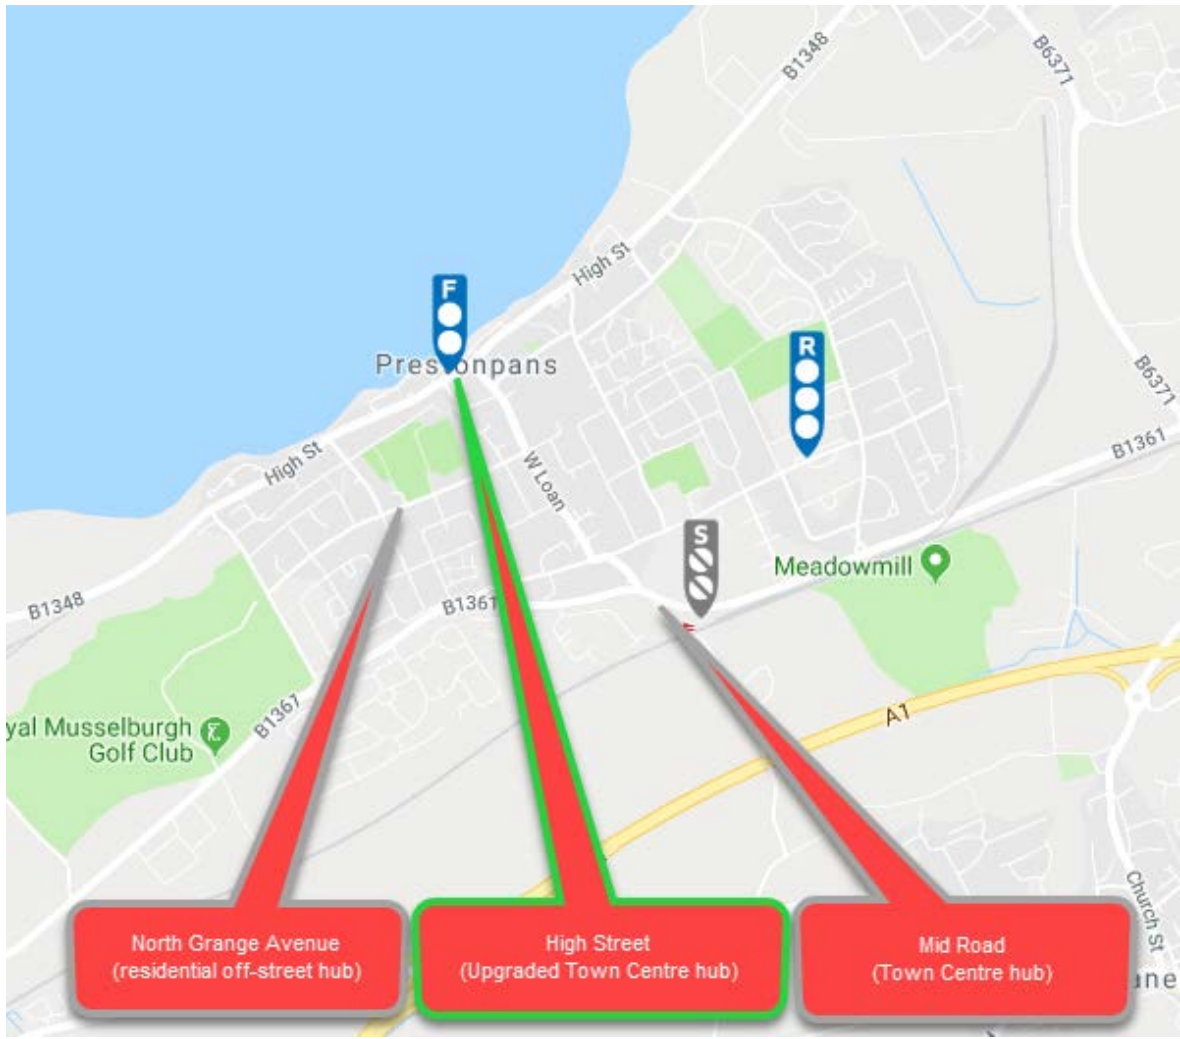 B1348
B6371
High St
F
Prestonpans
R
B6371
B1361
High St
W Loan
S
Meadowmill
B1348
B1361
A1
yal Musselburgh
Golf Club
B1367
Church St
ane
North Grange Avenue
(residential off-street hub)
High Street
(Upgraded Town Centre hub)
Mid Road
(Town Centre hub)